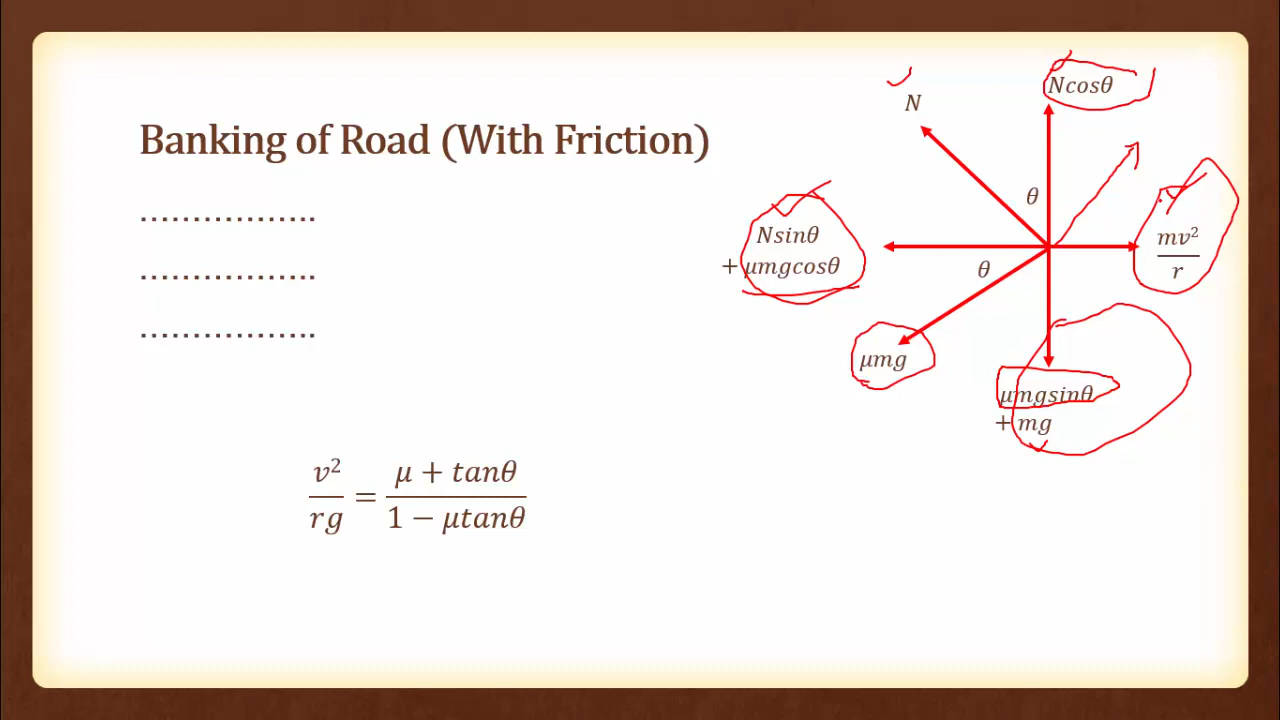 Banking of Road (With Friction)
……………..
……………..
……………..
v²/rg = μ + tanθ/1 − μtanθ
N
Ncosθ
θ
Nsinθ
+ μmgcosθ
mv²/r
θ
μmg
μmgsinθ
+ mg